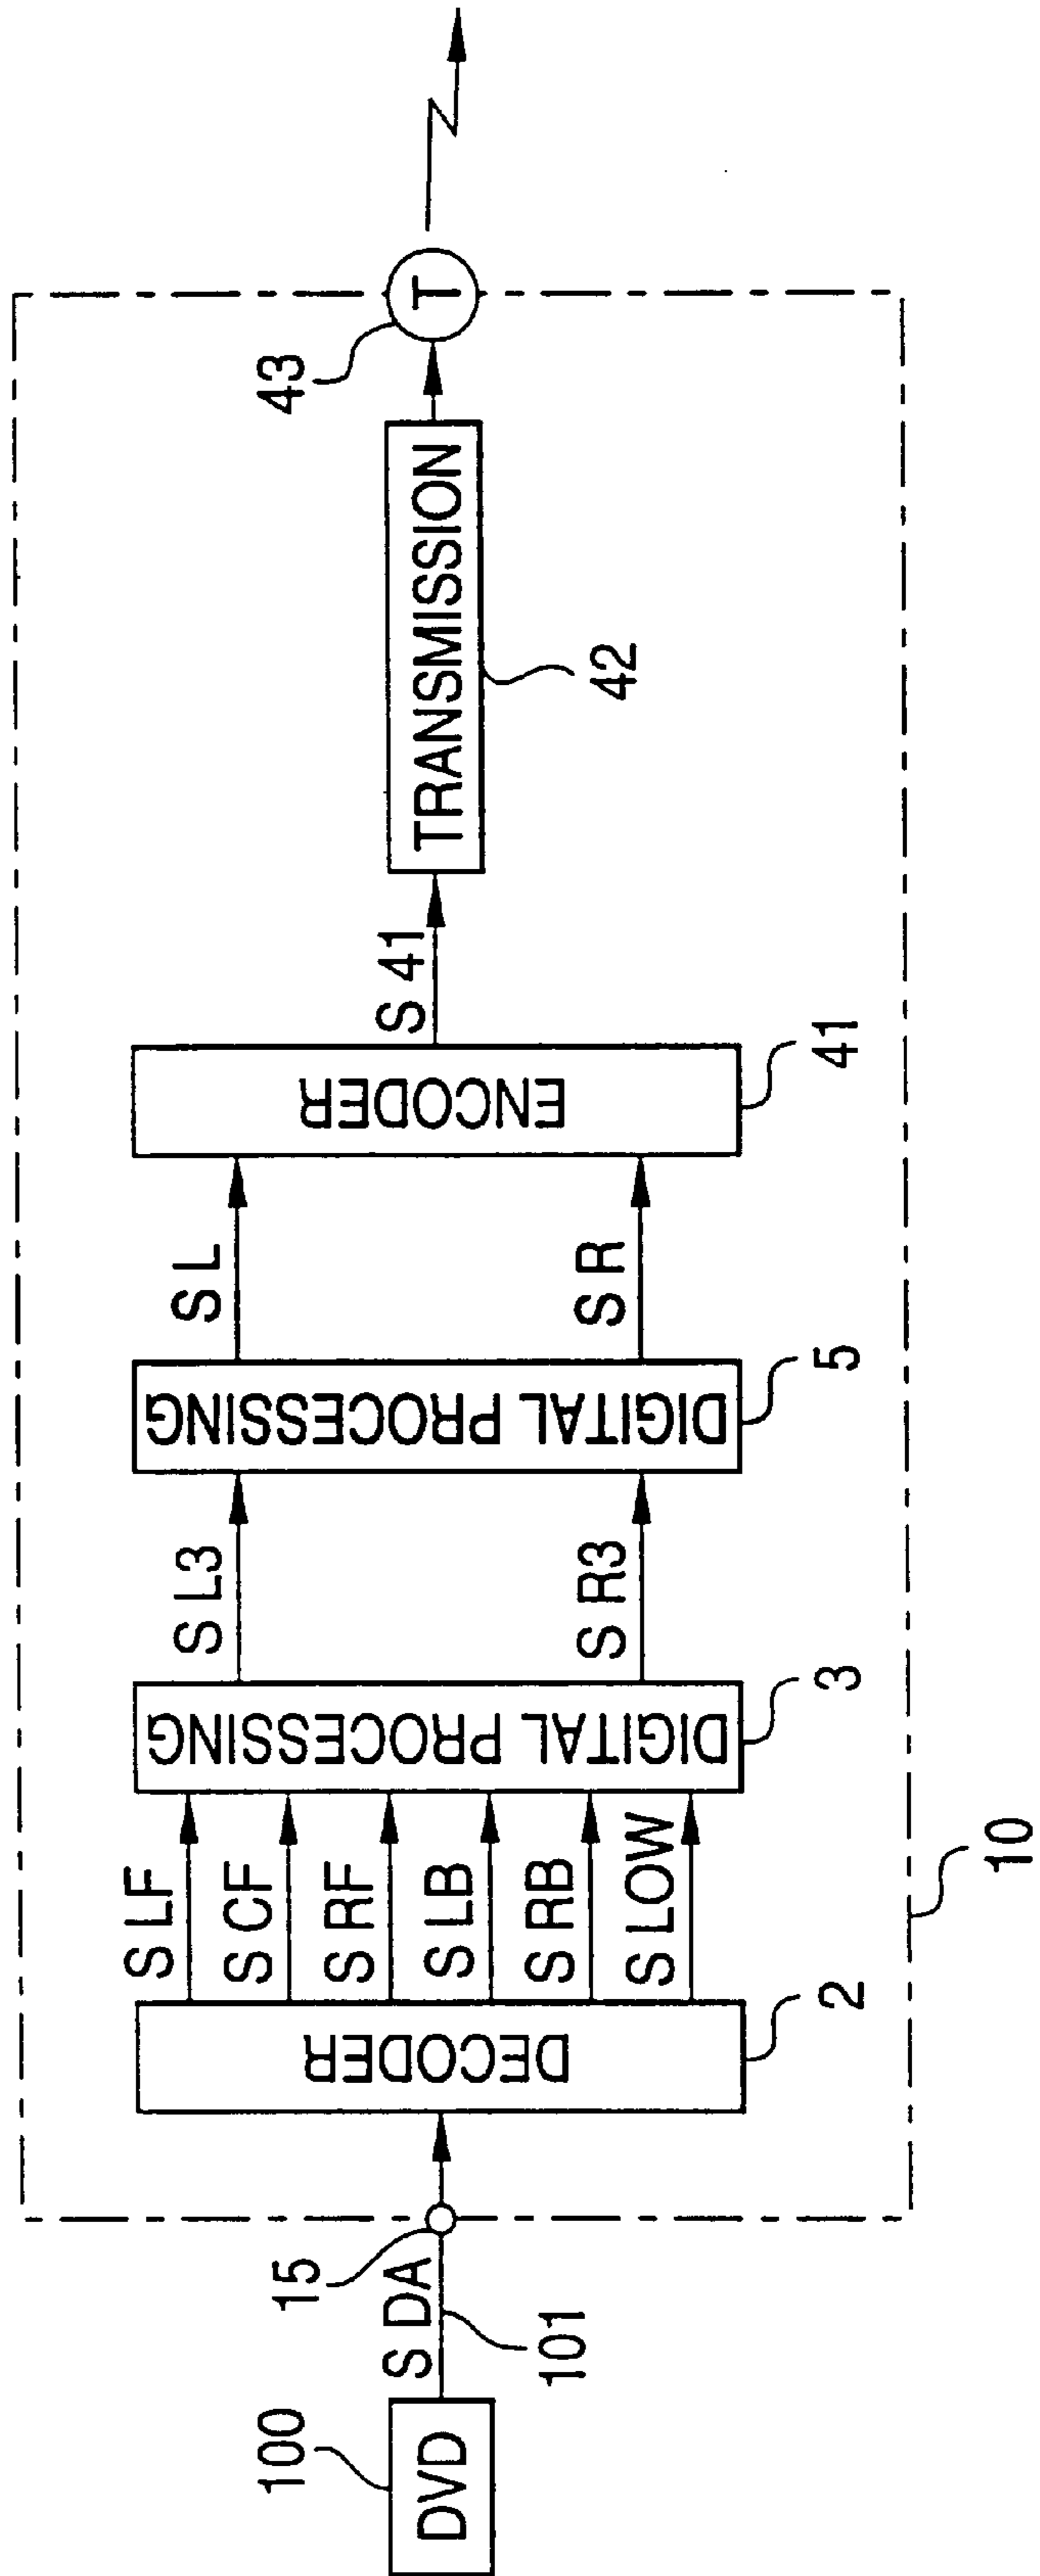 100
DVD
S DA
101
15
DECODER
2
S LF
S CF
S RF
S LB
S RB
S LOW
DIGITAL PROCESSING
3
S L3
S R3
DIGITAL PROCESSING
5
S L
S R
ENCODER
41
S 41
TRANSMISSION
42
43
T
10